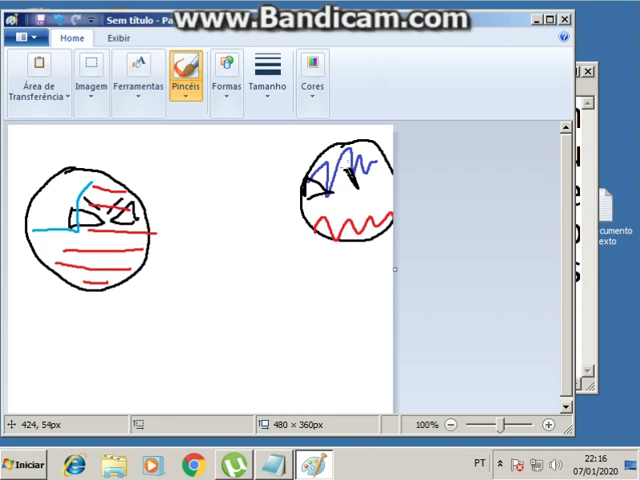 www.Bandicam.com
Sem título - Pa
Home
Exibir
Área de
Transferência
Imagem
Ferramentas
Pincéis
Formas
Tamanho
Cores
cumento
exto
424, 54px
480 × 360px
100%
Iniciar
PT
22:16
07/01/2020